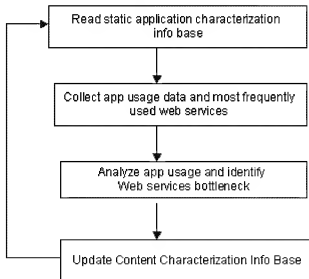 Read static application characterization
info base
Collect app usage data and most frequently
used web services
Analyze app usage and identify
Web services bottleneck
Update Content Characterization Info Base